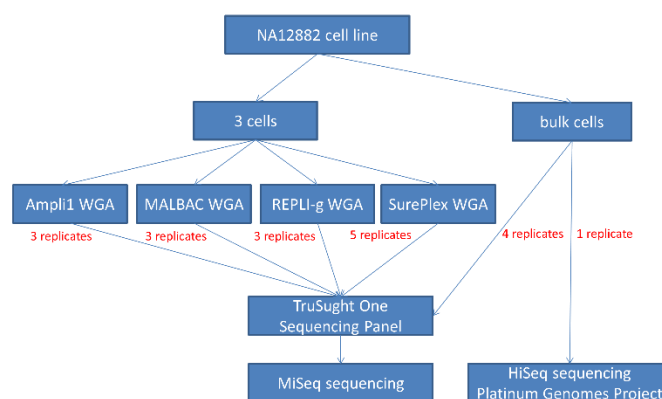 NA12882 cell line
3 cells
bulk cells
Ampli1 WGA
MALBAC WGA
REPLI-g WGA
SurePlex WGA
3 replicates
3 replicates
3 replicates
5 replicates
4 replicates
1 replicate
TruSught One
Sequencing Panel
MiSeq sequencing
HiSeq sequencing
Platinum Genomes Project